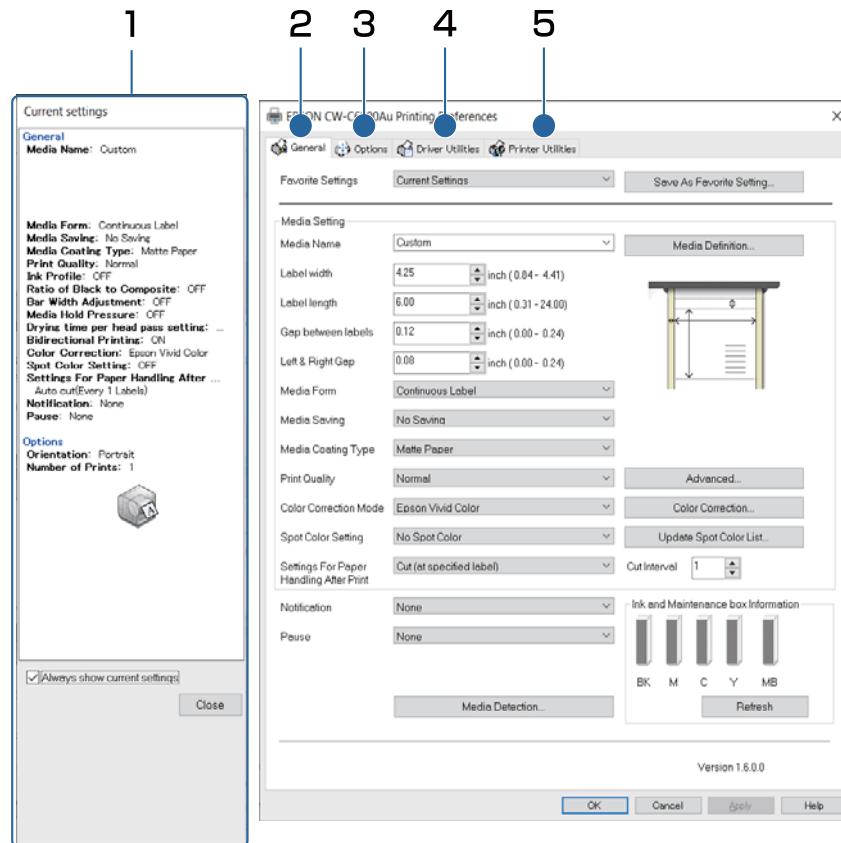 1 2 3 4 5
Current settings
General
Media Name: Custom
Media Form: Continuous Label
Media Saving: No Saving
Media Coating Type: Matte Paper
Print Quality: Normal
Ink Profile: OFF
Ratio of Black to Composite: OFF
Bar Width Adjustment: OFF
Media Hold Pressure: OFF
Drying time per head pass setting: ...
Bidirectional Printing: ON
Color Correction: Epson Vivid Color
Spot Color Setting: OFF
Settings For Paper Handling After ...
Auto cut(Every 1 Labels)
Notification: None
Pause: None
Options
Orientation: Portrait
Number of Prints: 1
Always show current settings
Close
Printing Preferences
General Options Driver Utilities Printer Utilities
Favorite Settings Current Settings Save As Favorite Setting...
Media Setting
Media Name Custom Media Definition...
Label width 4.25 inch ( 0.84 - 4.41)
Label length 6.00 inch ( 0.31 - 24.00)
Gap between labels 0.12 inch ( 0.00 - 0.24)
Left & Right Gap 0.08 inch ( 0.00 - 0.24)
Media Form Continuous Label
Media Saving No Saving
Media Coating Type Matte Paper
Print Quality Normal Advanced...
Color Correction Mode Epson Vivid Color Color Correction...
Spot Color Setting No Spot Color Update Spot Color List...
Settings For Paper
Handling After Print Cut (at specified label) Cut Interval 1
Notification None Ink and Maintenance box Information
Pause None
BK M C Y MB
Media Detection... Refresh
Version 1.6.0.0
OK Cancel Apply Help